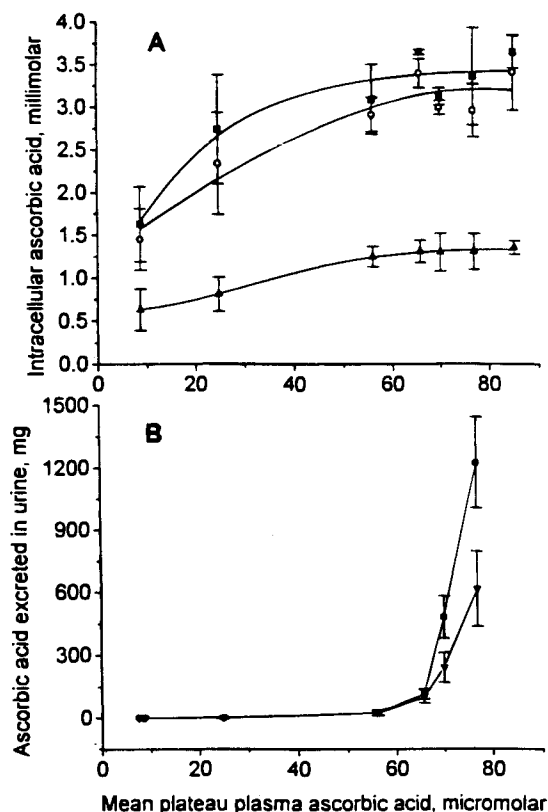 A
Intracellular ascorbic acid, millimolar
4.0
3.5
3.0
2.5
2.0
1.5
1.0
0.5
0.0
0 20 40 60 80
B
Ascorbic acid excreted in urine, mg
1500
1200
900
600
300
0
0 20 40 60 80
Mean plateau plasma ascorbic acid, micromolar